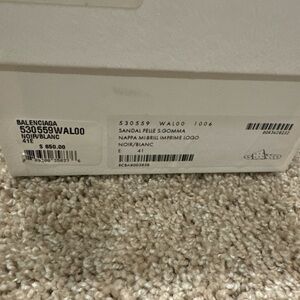 BALENCIAGA
530559WAL00
NOIR/BLANC
41E
$ 650.00
530559 WAL00 1006
SANDAL PELLE S.GOMMA
NAPPA MI-BRILL IMPRIME LOGO
NOIR/BLANC
E 41